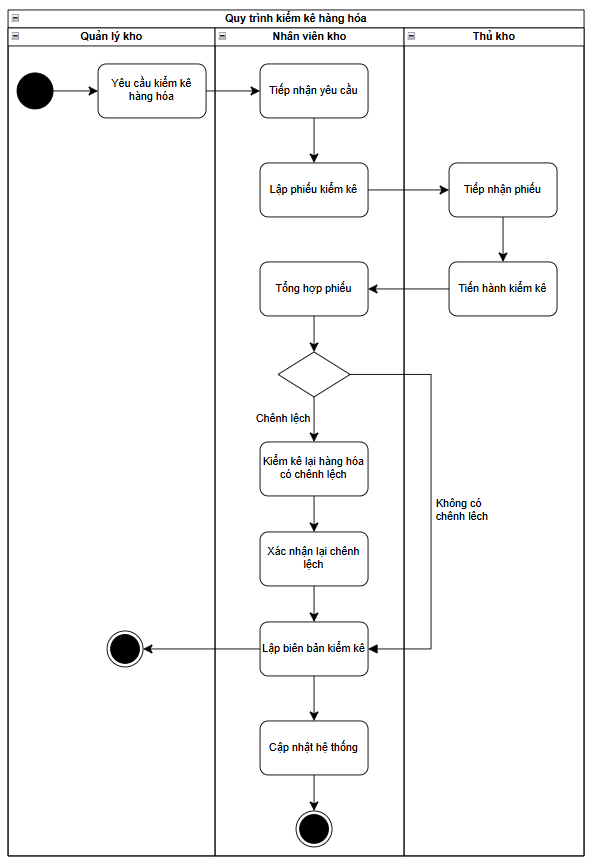 Quy trình kiểm kê hàng hóa
Quản lý kho
Nhân viên kho
Thủ kho
Yêu cầu kiểm kê
hàng hóa
Tiếp nhận yêu cầu
Lập phiếu kiểm kê
Tiếp nhận phiếu
Tổng hợp phiếu
Tiến hành kiểm kê
Chênh lệch
Kiểm kê lại hàng hóa
có chênh lệch
Không có
chênh lêch
Xác nhận lại chênh
lệch
Lập biên bản kiểm kê
Cập nhật hệ thống